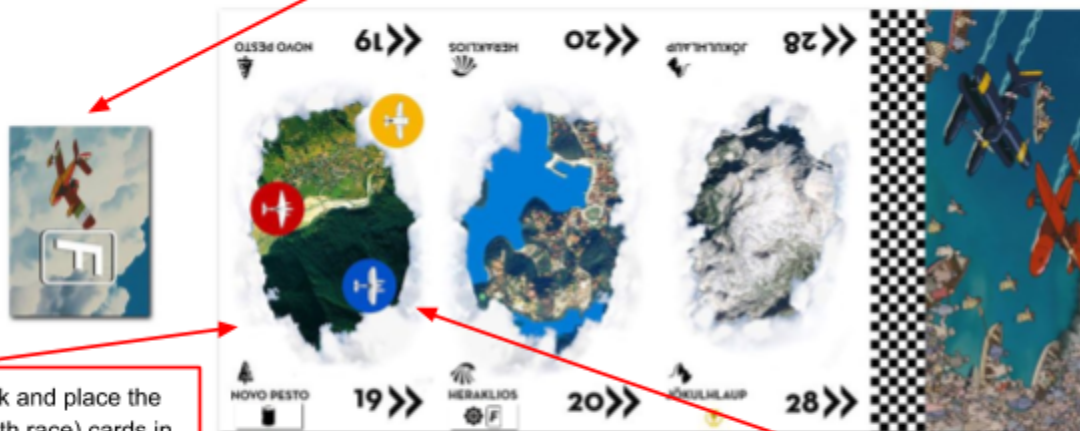 NOVO PESTO 19
HERAKLIOS 20
JÖKULHLAUP 28
F
k and place the
th race) cards in
NOVO PESTO 19
HERAKLIOS 20
F
JÖKULHLAUP 28